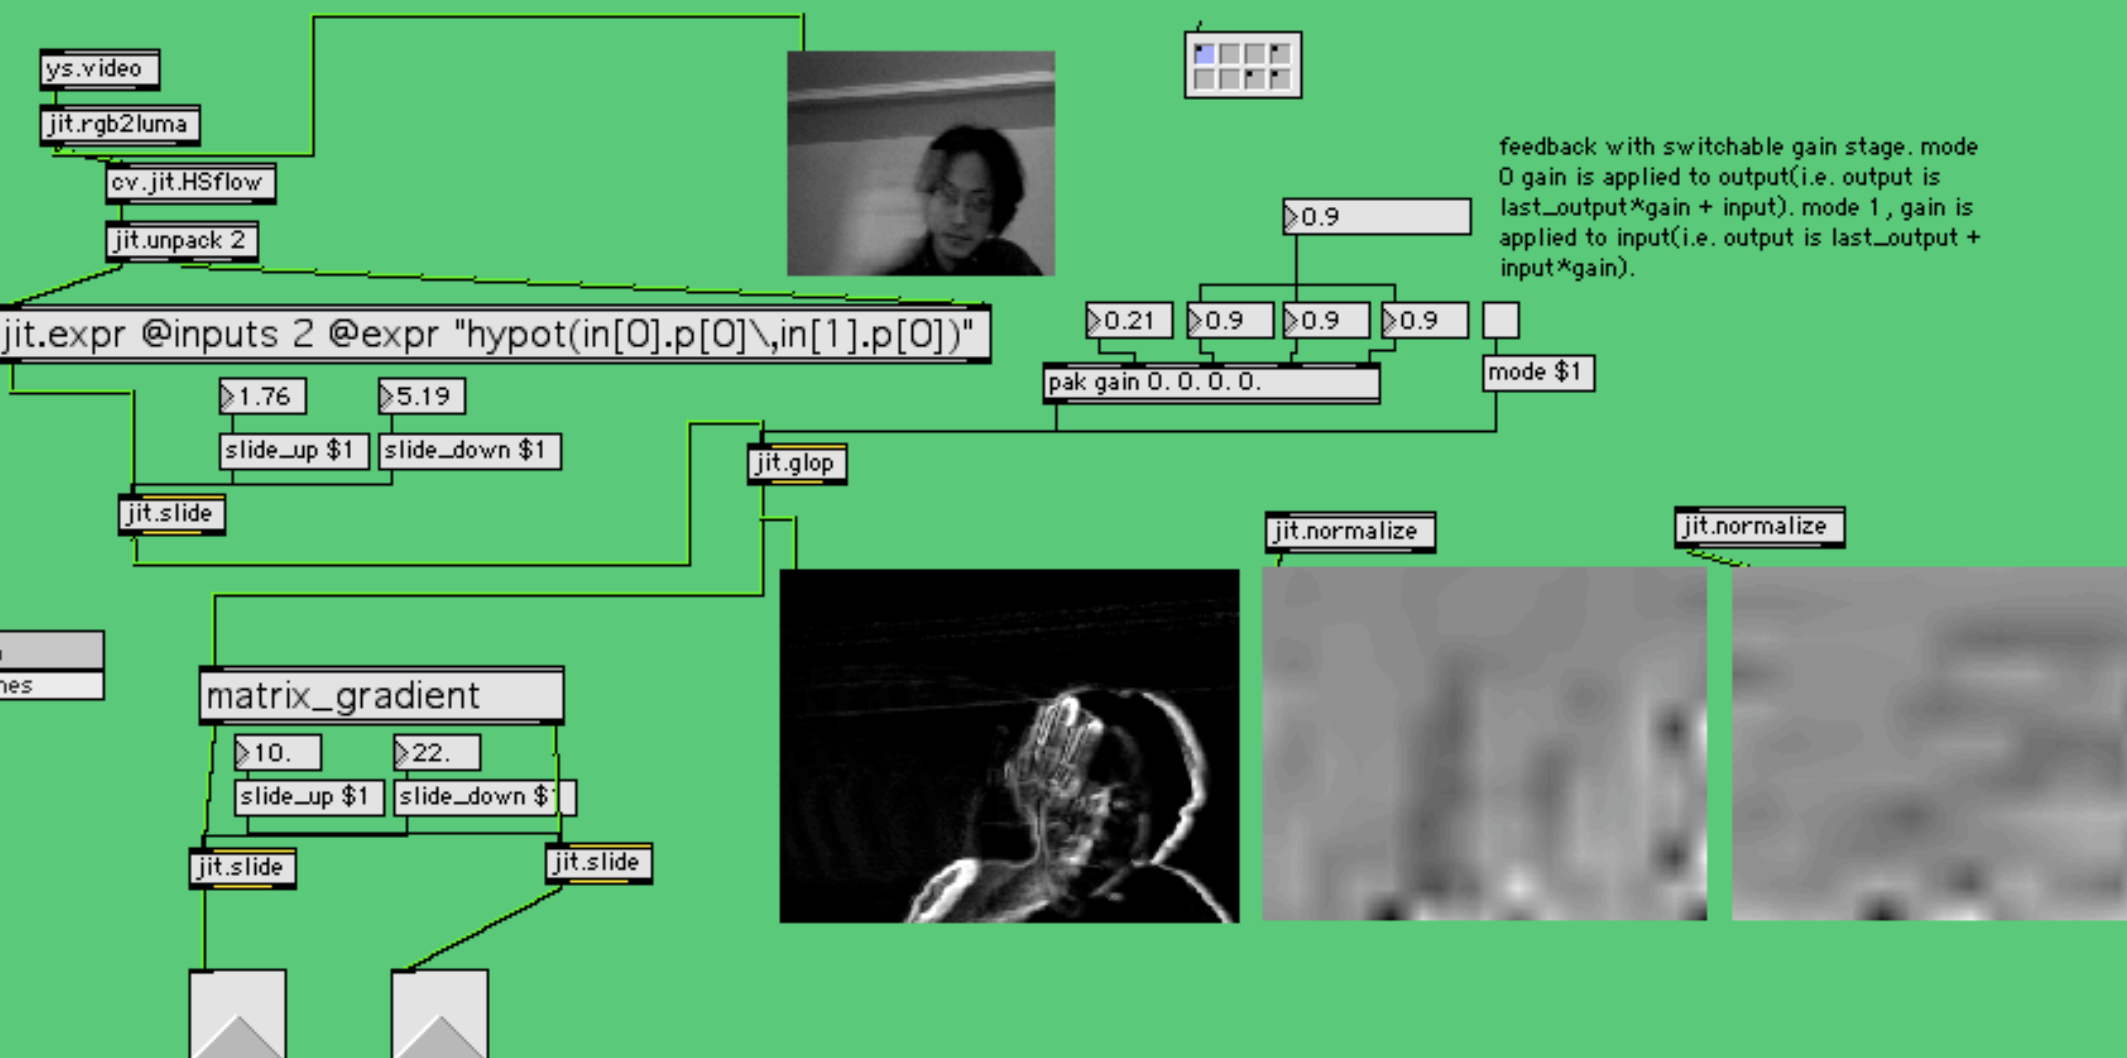 ys.video
jit.rgb2luma
cv.jit.HSflow
jit.unpack 2
feedback with switchable gain stage. mode
0 gain is applied to output(i.e. output is
last_output*gain + input). mode 1, gain is
applied to input(i.e. output is last_output +
input*gain).
0.9
jit.expr @inputs 2 @expr "hypot(in[0].p[0]\,in[1].p[0])"
0.21
0.9
0.9
0.9
pak gain 0. 0. 0. 0.
mode $1
1.76
5.19
slide_up $1
slide_down $1
jit.glop
jit.slide
jit.normalize
jit.normalize
nes
matrix_gradient
10.
22.
slide_up $1
slide_down $1
jit.slide
jit.slide